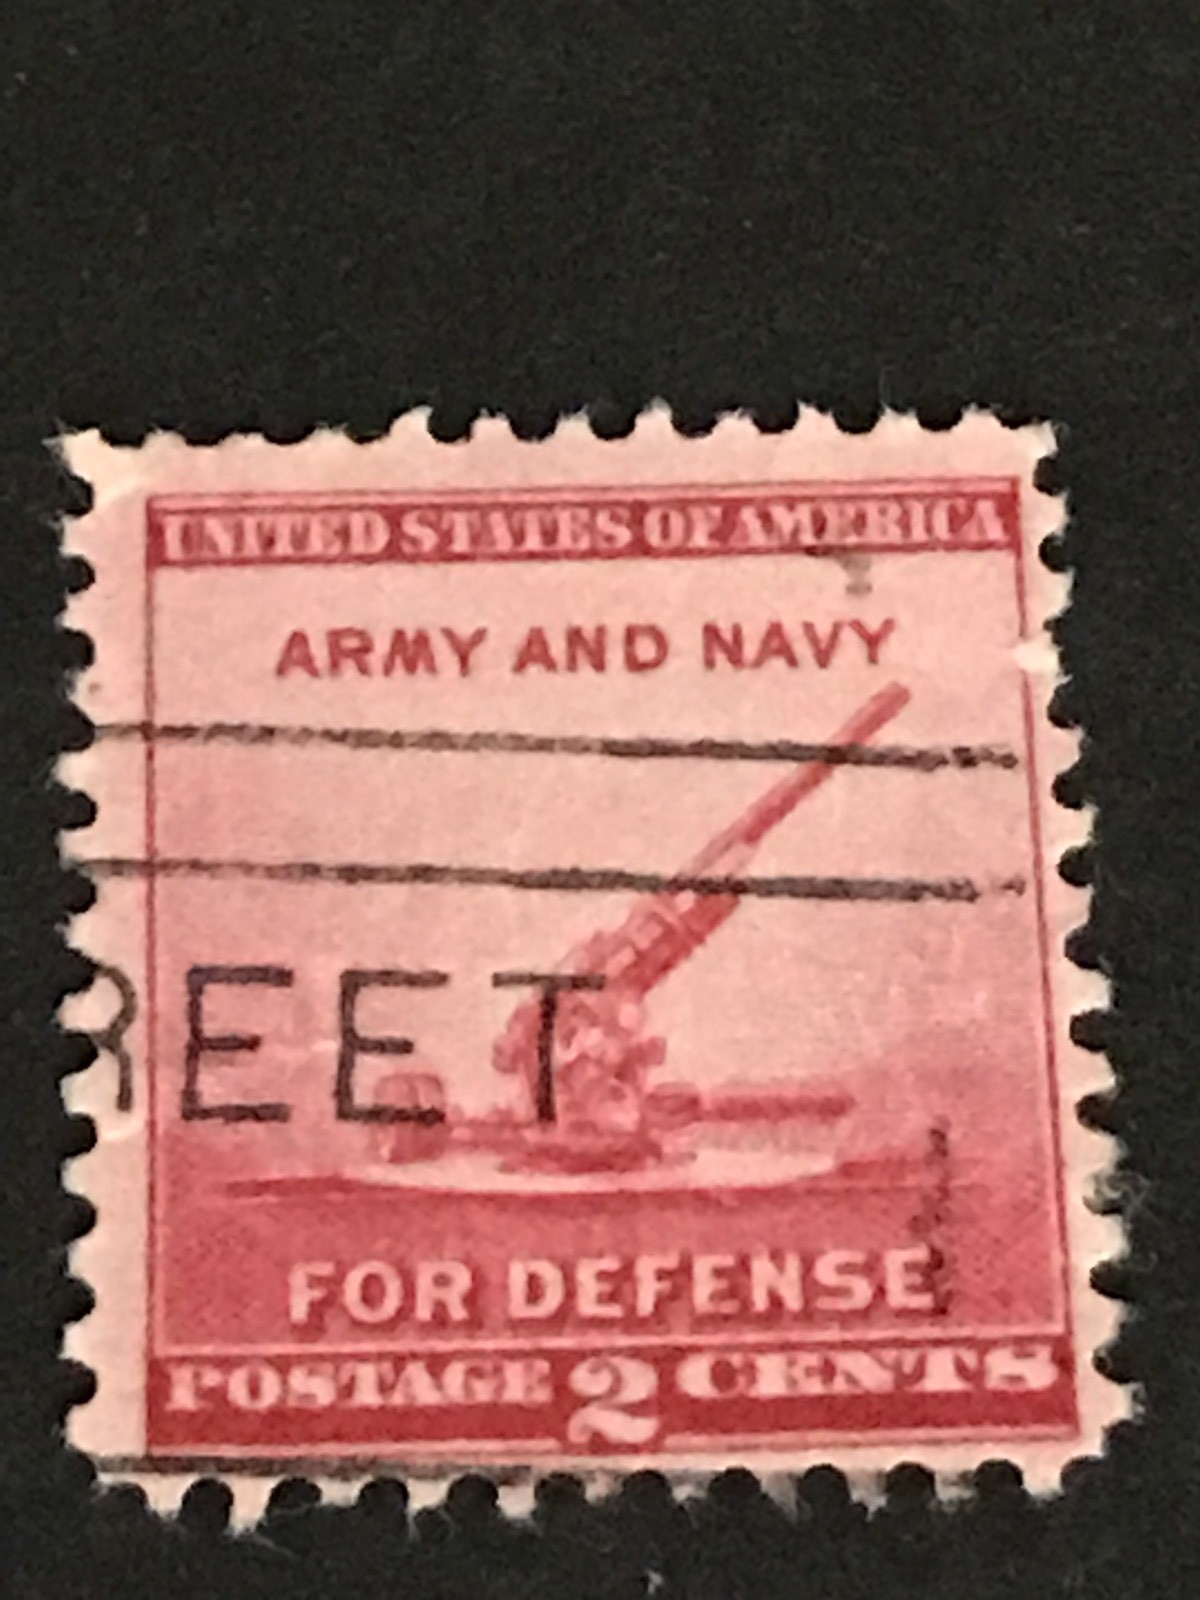 UNITED STATES OF AMERICA
ARMY AND NAVY
REET
FOR DEFENSE
POSTAGE 2 CENTS